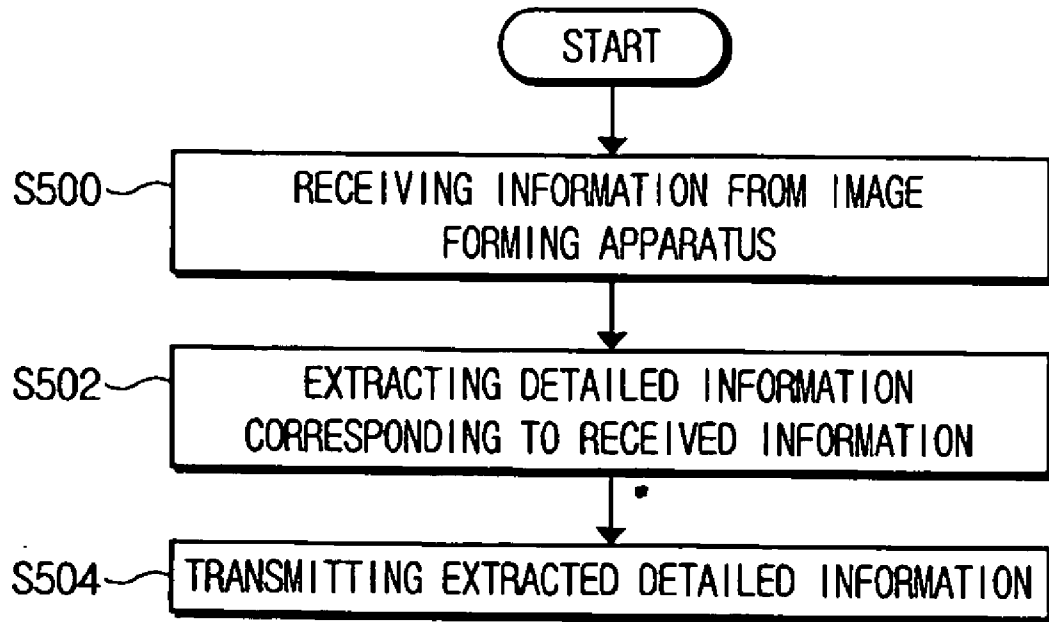 START
S500
RECEIVING INFORMATION FROM IMAGE
FORMING APPARATUS
S502
EXTRACTING DETAILED INFORMATION
CORRESPONDING TO RECEIVED INFORMATION
S504
TRANSMITTING EXTRACTED DETAILED INFORMATION